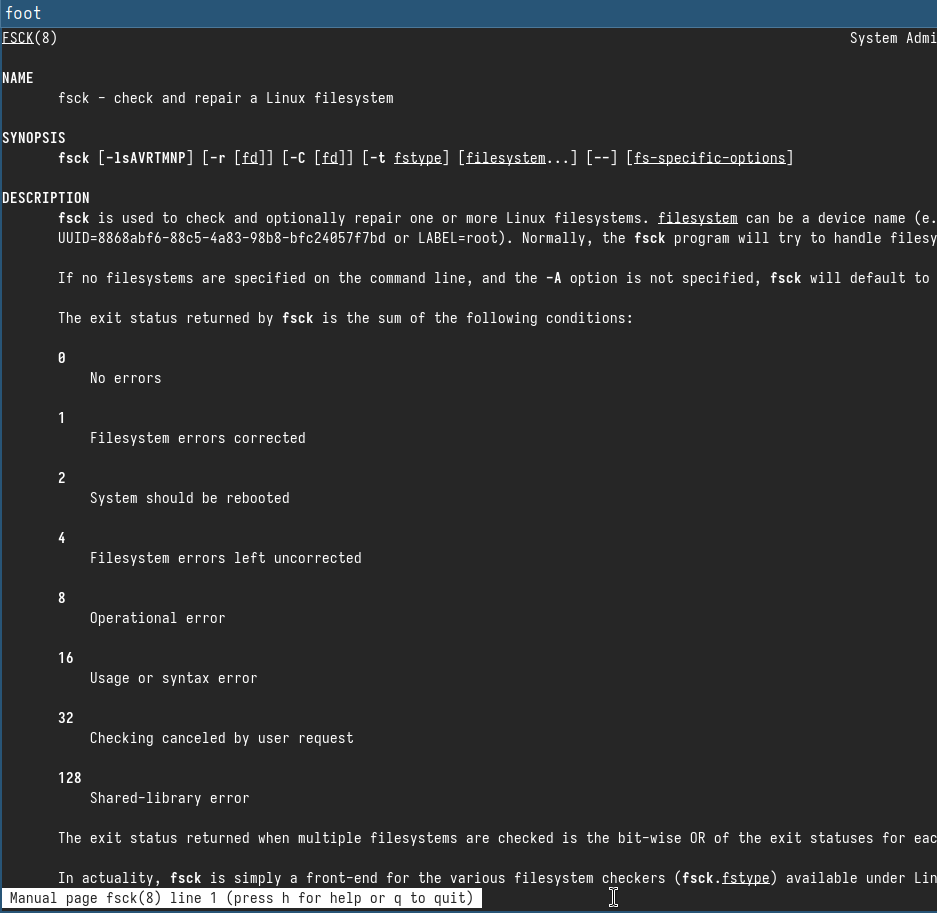 foot
FSCK(8) System Admi
NAME
fsck - check and repair a Linux filesystem
SYNOPSIS
fsck [-lsAVRTMNP] [-r [fd]] [-C [fd]] [-t fstype] [filesystem...] [--] [fs-specific-options]
DESCRIPTION
fsck is used to check and optionally repair one or more Linux filesystems. filesystem can be a device name (e.
UUID=8868abf6-88c5-4a83-98b8-bfc24057f7bd or LABEL=root). Normally, the fsck program will try to handle filesy
If no filesystems are specified on the command line, and the -A option is not specified, fsck will default to
The exit status returned by fsck is the sum of the following conditions:
0
No errors
1
Filesystem errors corrected
2
System should be rebooted
4
Filesystem errors left uncorrected
8
Operational error
16
Usage or syntax error
32
Checking canceled by user request
128
Shared-library error
The exit status returned when multiple filesystems are checked is the bit-wise OR of the exit statuses for eac
In actuality, fsck is simply a front-end for the various filesystem checkers (fsck.fstype) available under Lin
Manual page fsck(8) line 1 (press h for help or q to quit)